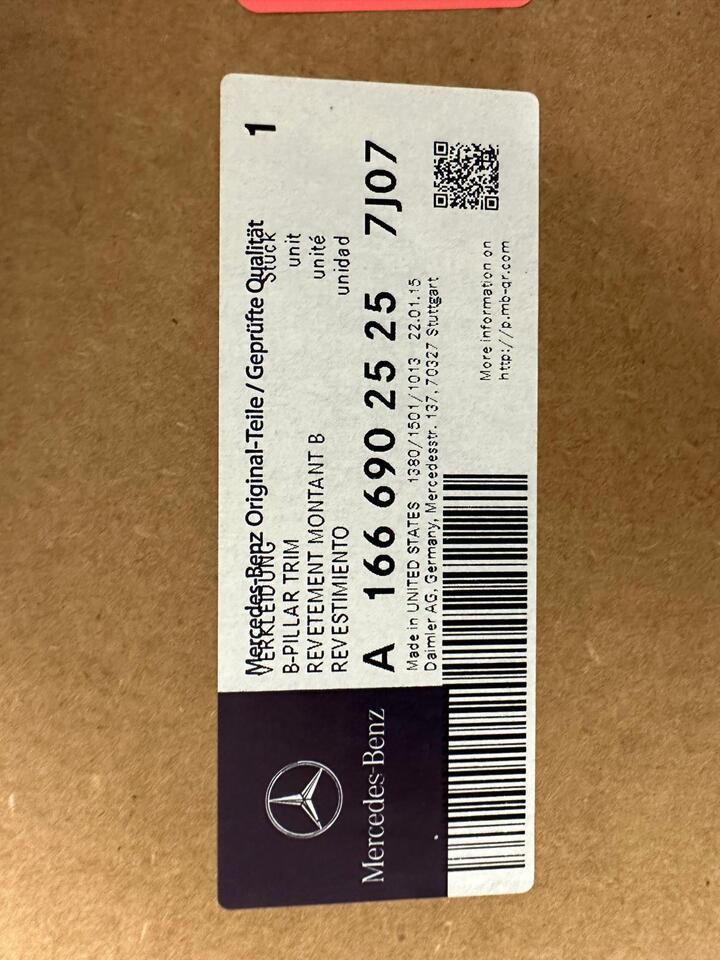 Mercedes-Benz Original-Teile / Geprüfte Qualität
VERKLEIDUNG Stück 1
B-PILLAR TRIM unit
REVETEMENT MONTANT B unité
REVESTIMIENTO unidad
A 166 690 25 25 7J07
Made in UNITED STATES 1380/1501/1013 22.01.15
Daimler AG, Germany, Mercedesstr. 137, 70327 Stuttgart
More information on
http://p.mb-qr.com
Mercedes-Benz